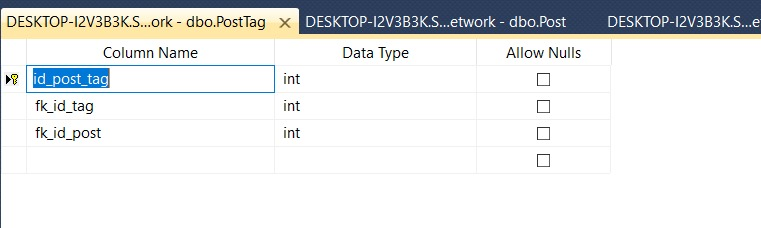 DESKTOP-I2V3B3K.S...ork - dbo.PostTag DESKTOP-I2V3B3K.S...etwork - dbo.Post DESKTOP-I2V3B3K.S...et
Column Name Data Type Allow Nulls
id_post_tag int
fk_id_tag int
fk_id_post int